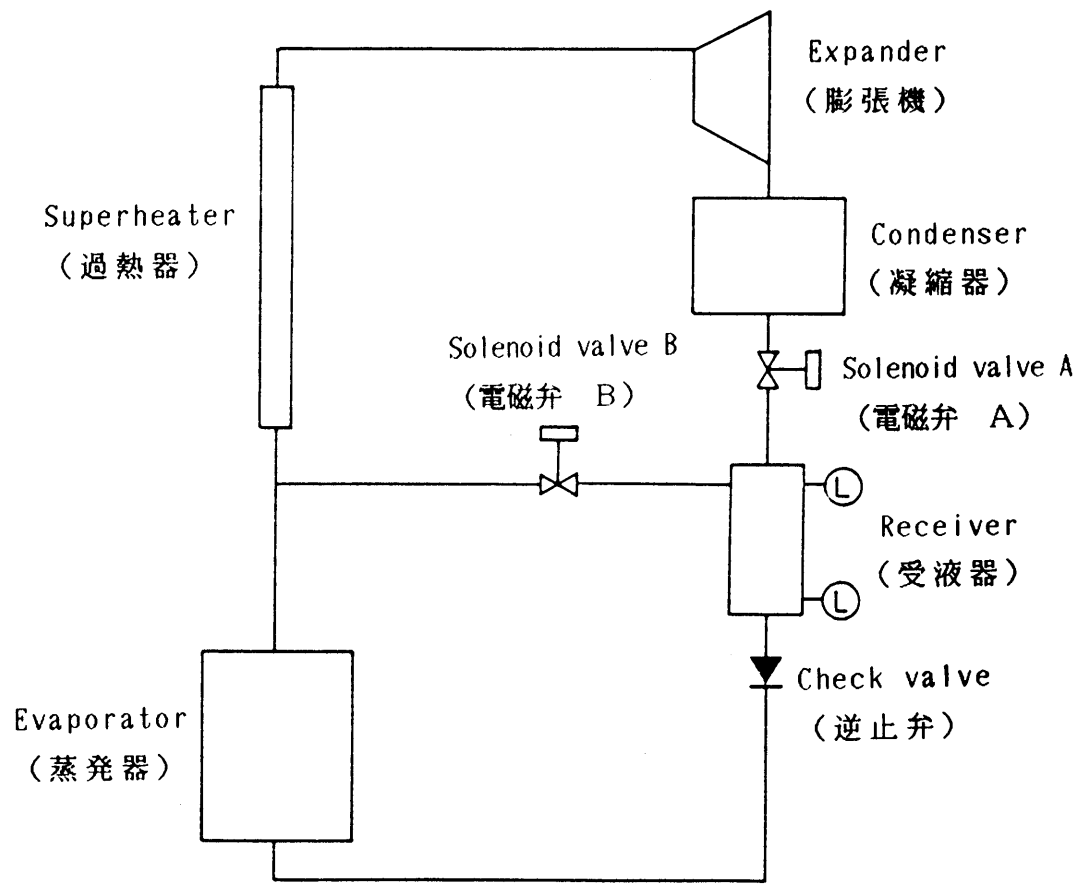 Expander
（膨張機）
Superheater
（過熱器）
Condenser
（凝縮器）
Solenoid valve B
（電磁弁 B）
Solenoid valve A
（電磁弁 A）
L
Receiver
（受液器）
L
Check valve
（逆止弁）
Evaporator
（蒸発器）